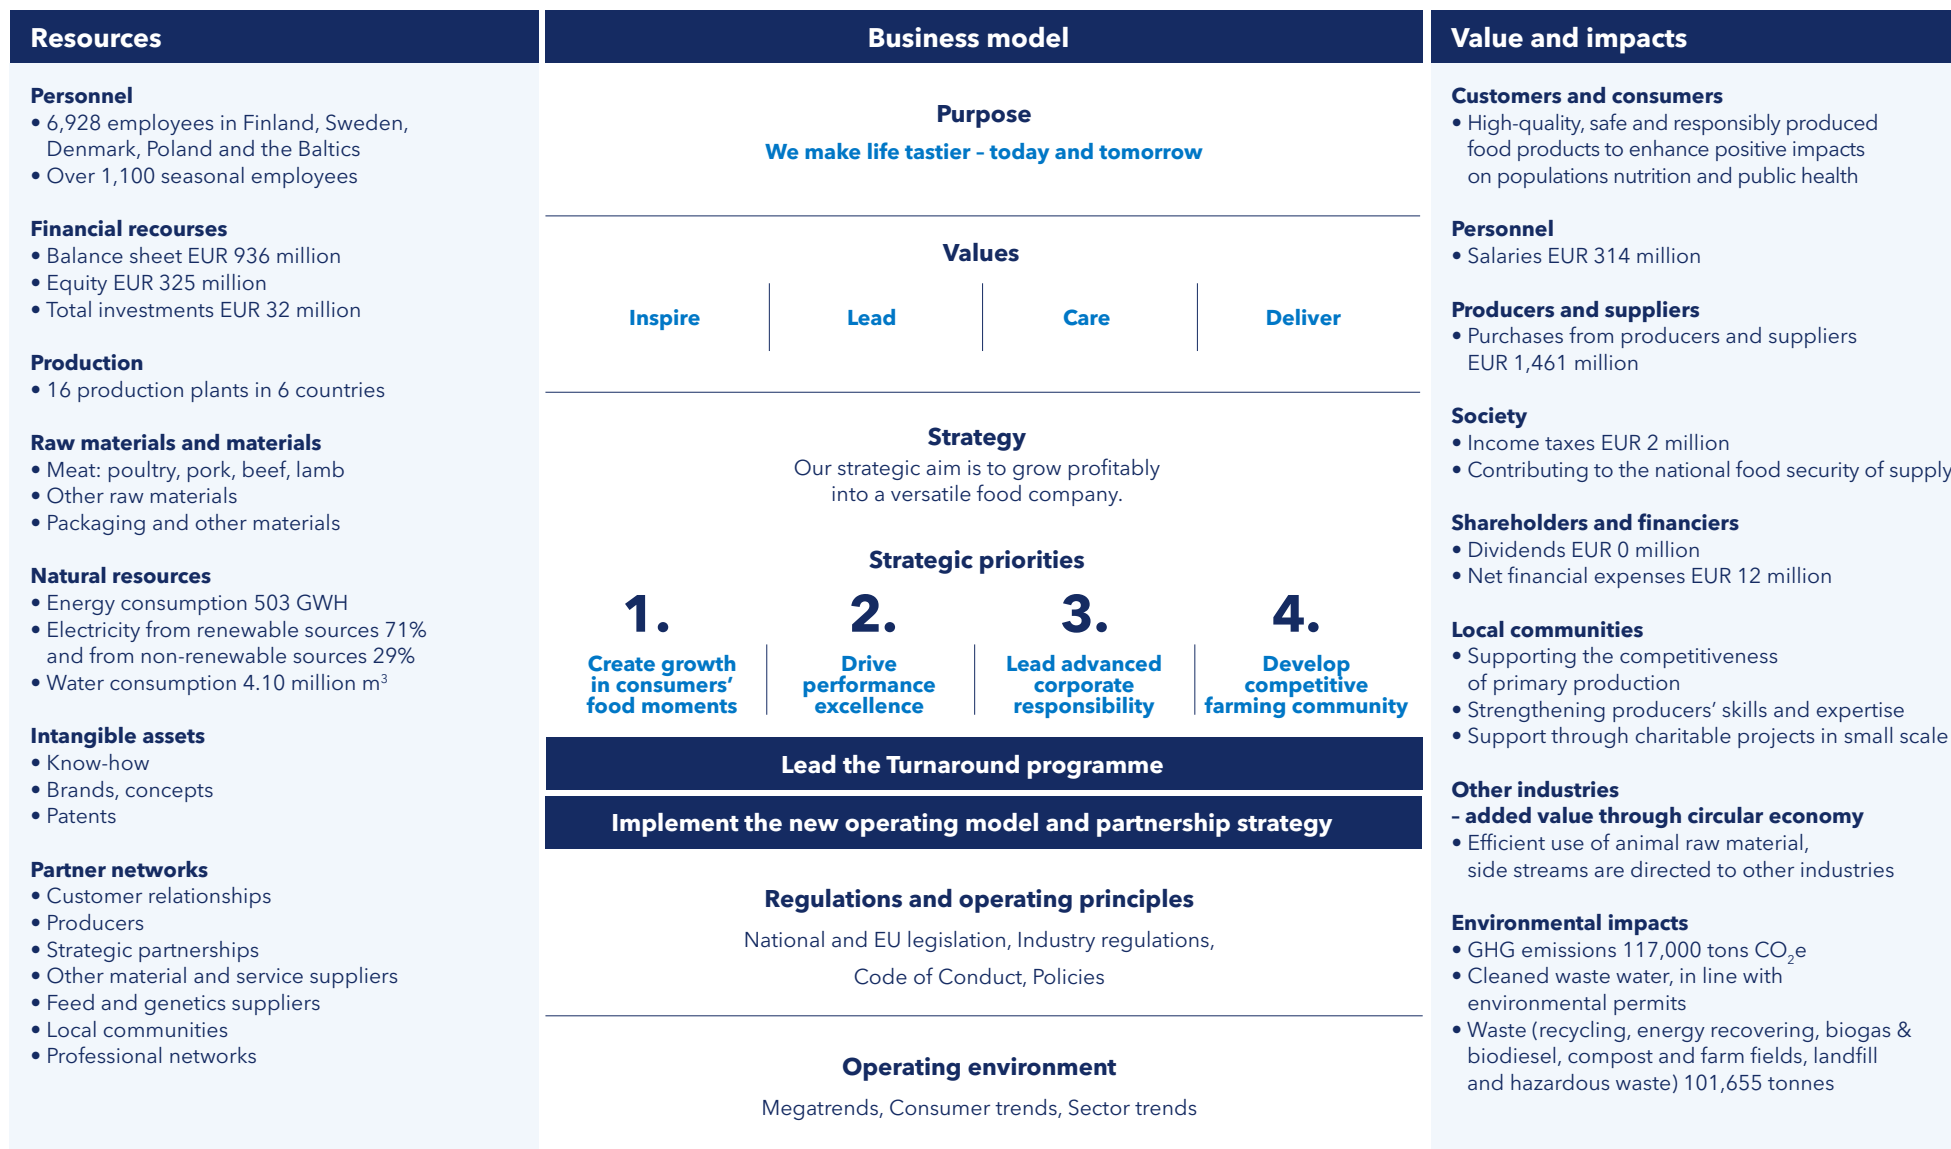 Resources
Personnel
• 6,928 employees in Finland, Sweden,
Denmark, Poland and the Baltics
• Over 1,100 seasonal employees
Financial recourses
• Balance sheet EUR 936 million
• Equity EUR 325 million
• Total investments EUR 32 million
Production
• 16 production plants in 6 countries
Raw materials and materials
• Meat: poultry, pork, beef, lamb
• Other raw materials
• Packaging and other materials
Natural resources
• Energy consumption 503 GWH
• Electricity from renewable sources 71%
and from non-renewable sources 29%
• Water consumption 4.10 million m³
Intangible assets
• Know-how
• Brands, concepts
• Patents
Partner networks
• Customer relationships
• Producers
• Strategic partnerships
• Other material and service suppliers
• Feed and genetics suppliers
• Local communities
• Professional networks
Business model
Purpose
We make life tastier – today and tomorrow
Values
Inspire
Lead
Care
Deliver
Strategy
Our strategic aim is to grow profitably
into a versatile food company.
Strategic priorities
1.
Create growth
in consumers’
food moments
2.
Drive
performance
excellence
3.
Lead advanced
corporate
responsibility
4.
Develop
competitive
farming community
Lead the Turnaround programme
Implement the new operating model and partnership strategy
Regulations and operating principles
National and EU legislation, Industry regulations,
Code of Conduct, Policies
Operating environment
Megatrends, Consumer trends, Sector trends
Value and impacts
Customers and consumers
• High-quality, safe and responsibly produced
food products to enhance positive impacts
on populations nutrition and public health
Personnel
• Salaries EUR 314 million
Producers and suppliers
• Purchases from producers and suppliers
EUR 1,461 million
Society
• Income taxes EUR 2 million
• Contributing to the national food security of supply
Shareholders and financiers
• Dividends EUR 0 million
• Net financial expenses EUR 12 million
Local communities
• Supporting the competitiveness
of primary production
• Strengthening producers’ skills and expertise
• Support through charitable projects in small scale
Other industries
– added value through circular economy
• Efficient use of animal raw material,
side streams are directed to other industries
Environmental impacts
• GHG emissions 117,000 tons CO₂e
• Cleaned waste water, in line with
environmental permits
• Waste (recycling, energy recovering, biogas &
biodiesel, compost and farm fields, landfill
and hazardous waste) 101,655 tonnes